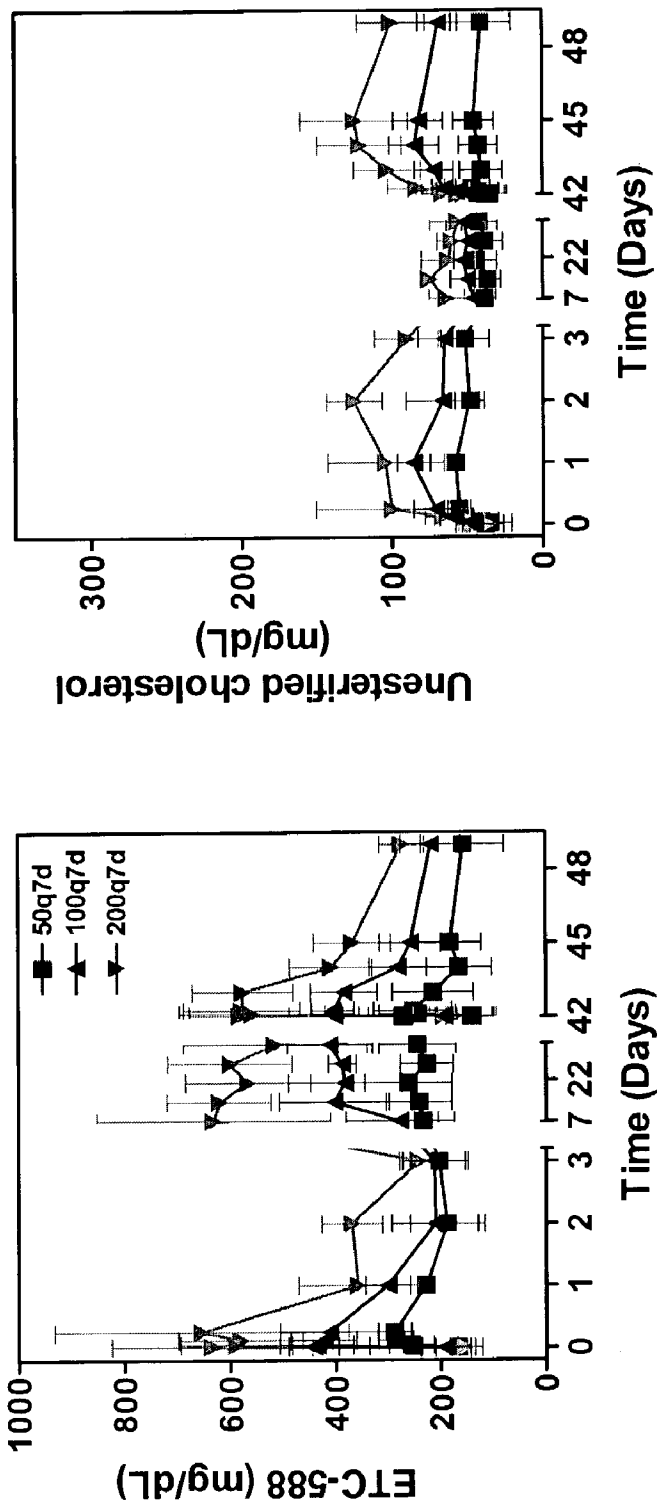 ETC-588 (mg/dL)
1000
800
600
400
200
0
50q7d
100q7d
200q7d
0 1 2 3 7 22 42 45 48
Time (Days)
Unesterified cholesterol
(mg/dL)
300
200
100
0
0 1 2 3 7 22 42 45 48
Time (Days)